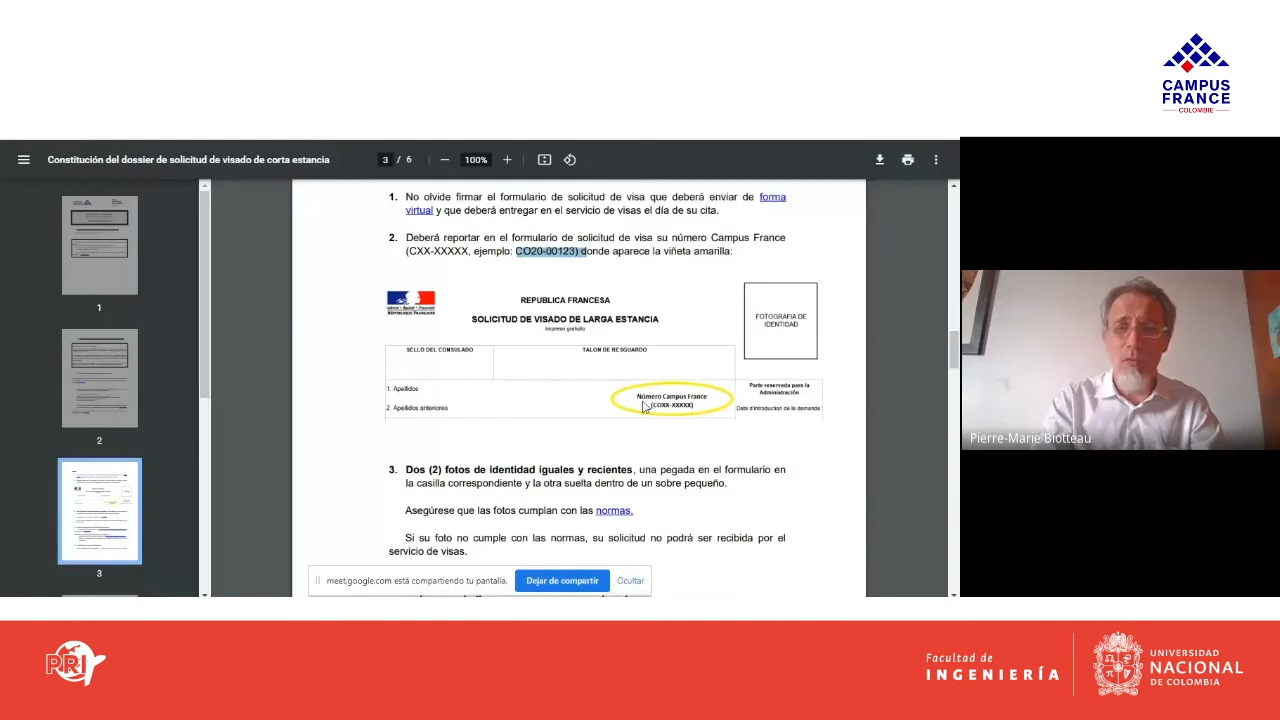 CAMPUS
FRANCE
COLOMBIE
Constitución del dossier de solicitud de visado de corta estancia
3 / 6
100%
1
2
3
1. No olvide firmar el formulario de solicitud de visa que deberá enviar de forma
virtual y que deberá entregar en el servicio de visas el día de su cita.
2. Deberá reportar en el formulario de solicitud de visa su número Campus France
(CXX-XXXXX, ejemplo: CO20-00123) donde aparece la viñeta amarilla:
REPUBLICA FRANCESA
SOLICITUD DE VISADO DE LARGA ESTANCIA
Impreso gratuito
FOTOGRAFIA DE
IDENTIDAD
SELLO DEL CONSULADO
TALON DE RESGUARDO
1. Apellidos
2. Apellidos anteriores
Número Campus France
(COXX-XXXXX)
Parte reservada para la
Administración
Date d'introduction de la demande
3. Dos (2) fotos de identidad iguales y recientes, una pegada en el formulario en
la casilla correspondiente y la otra suelta dentro de un sobre pequeño.
Asegúrese que las fotos cumplan con las normas.
Si su foto no cumple con las normas, su solicitud no podrá ser recibida por el
servicio de visas.
meet.google.com está compartiendo tu pantalla.
Dejar de compartir
Ocultar
Pierre-Marie Biotteau
PRI
Facultad de
INGENIERÍA
UNIVERSIDAD
NACIONAL
DE COLOMBIA